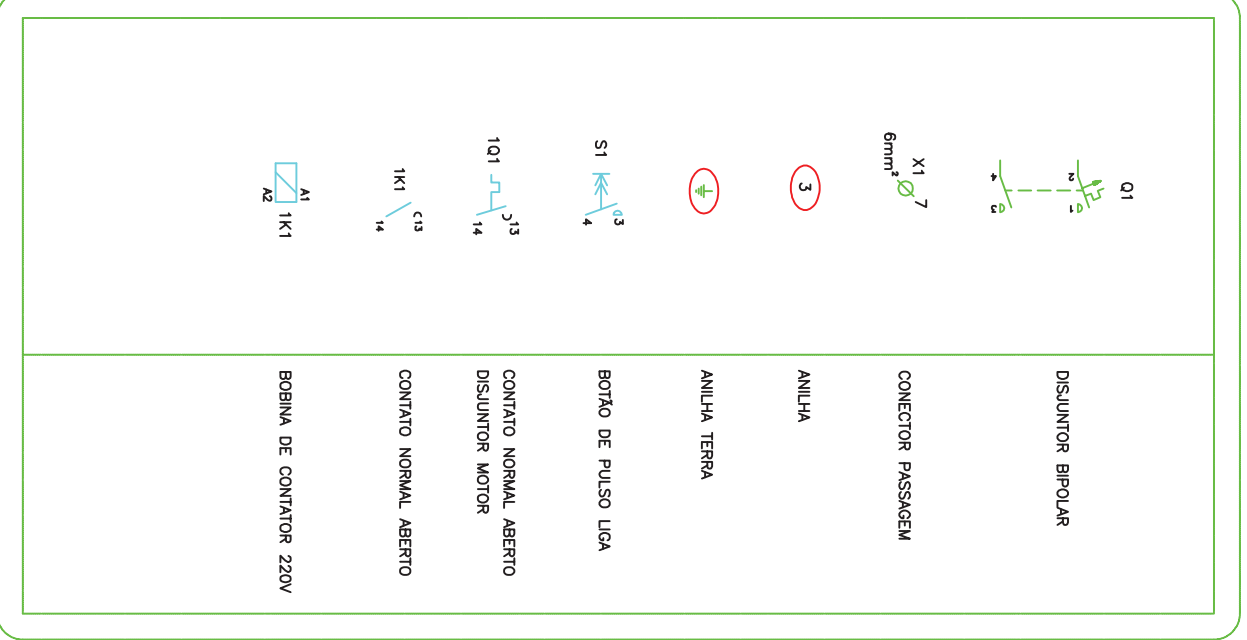 Q1
2
1
4
3
DISJUNTOR BIPOLAR
X1
7
6mm²
CONECTOR PASSAGEM
3
ANILHA
ANILHA TERRA
S1
3
4
BOTÃO DE PULSO LIGA
1Q1
13
14
CONTATO NORMAL ABERTO
DISJUNTOR MOTOR
1K1
13
14
CONTATO NORMAL ABERTO
A1
A2
1K1
BOBINA DE CONTATOR 220V